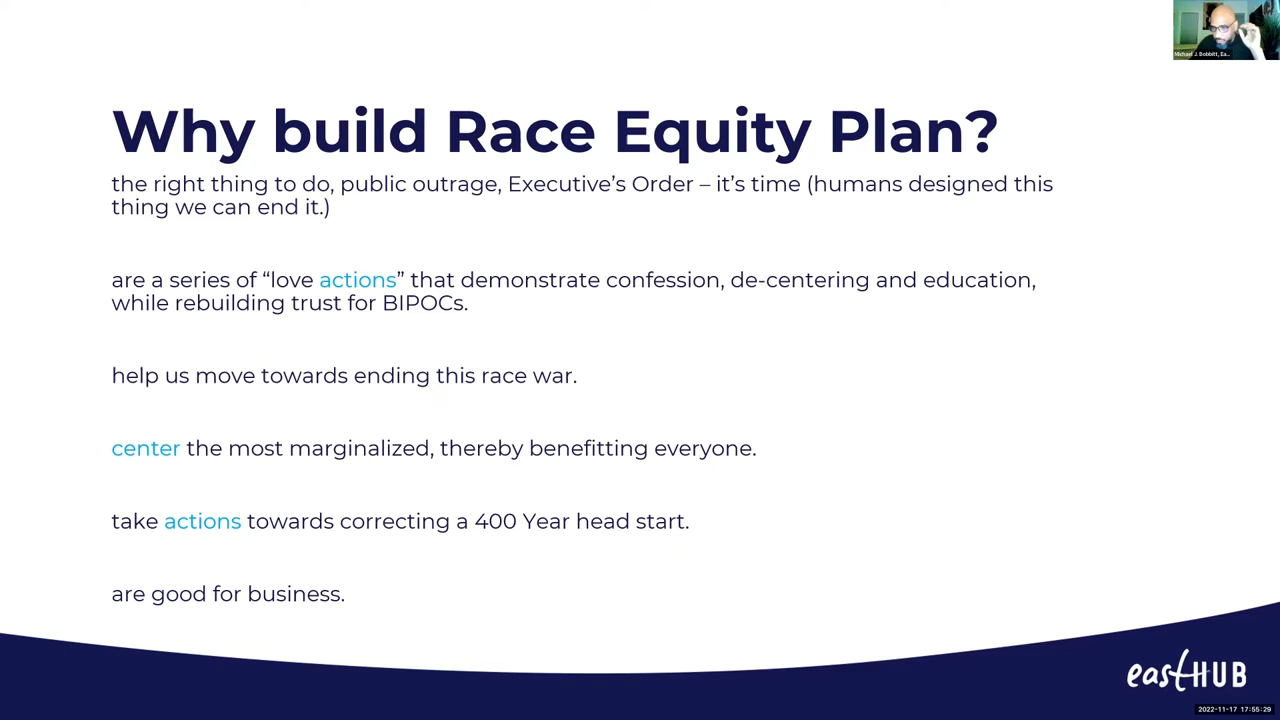 Michael J. Bobbitt, Ea...
Why build Race Equity Plan?
the right thing to do, public outrage, Executive’s Order – it’s time (humans designed this
thing we can end it.)
are a series of “love actions” that demonstrate confession, de-centering and education,
while rebuilding trust for BIPOCs.
help us move towards ending this race war.
center the most marginalized, thereby benefitting everyone.
take actions towards correcting a 400 Year head start.
are good for business.
eastHUB
2022-11-17 17:55:29